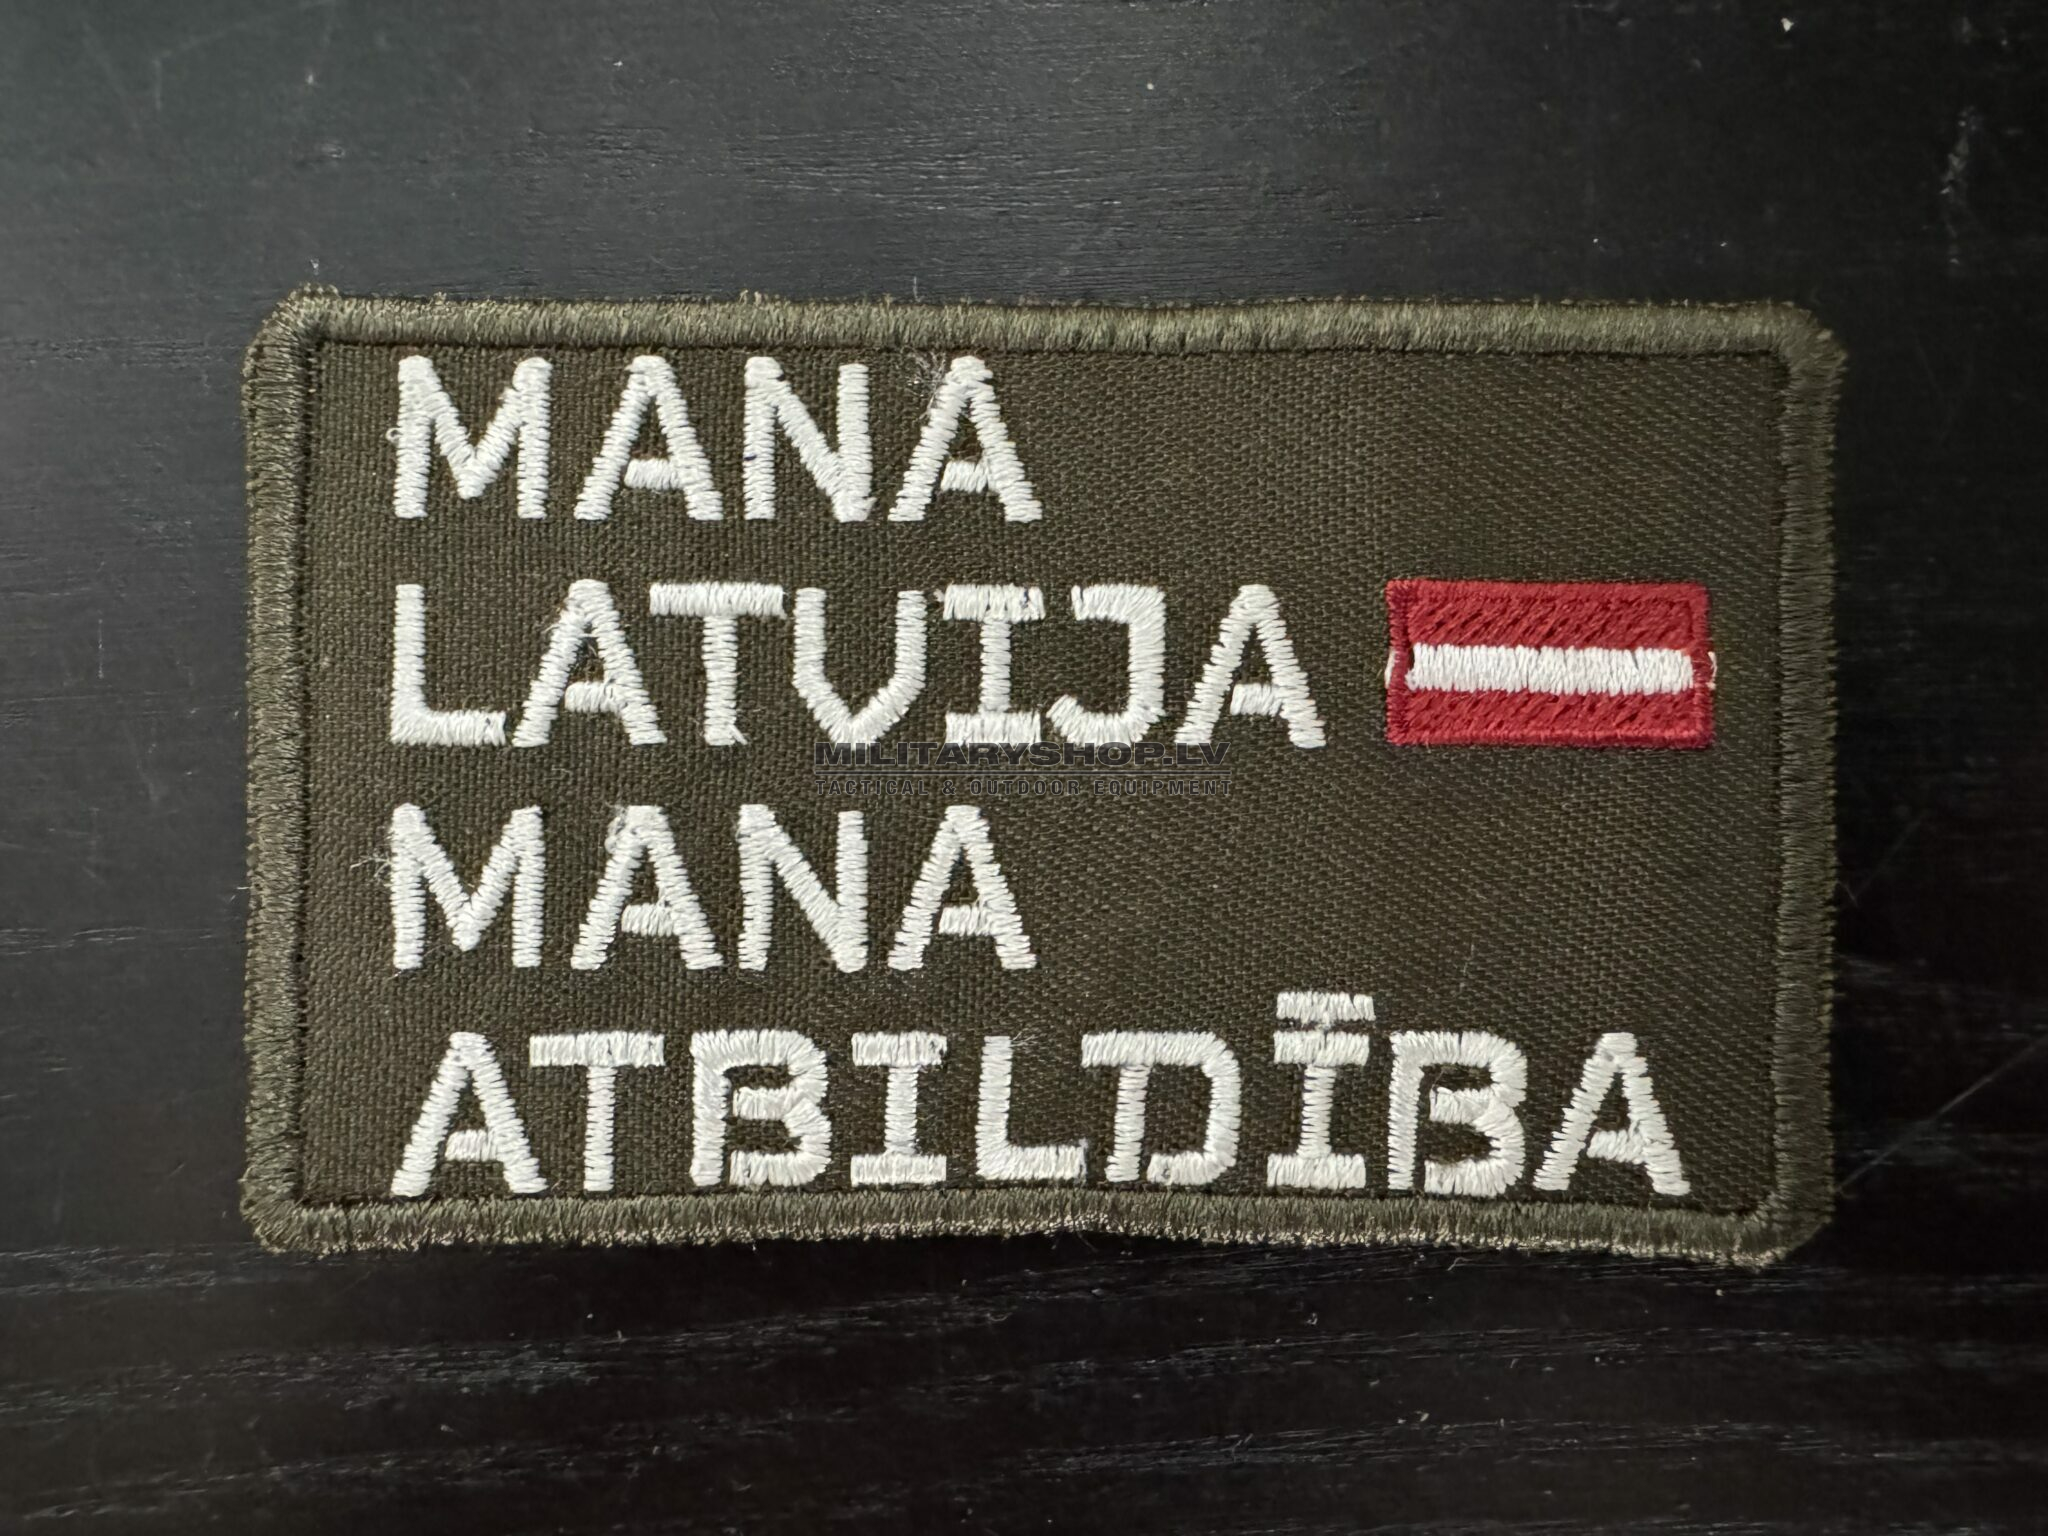 MANA
LATVIJA
MILITARYSHOP.LV
TACTICAL & OUTDOOR EQUIPMENT
MANA
ATBILDĪBA